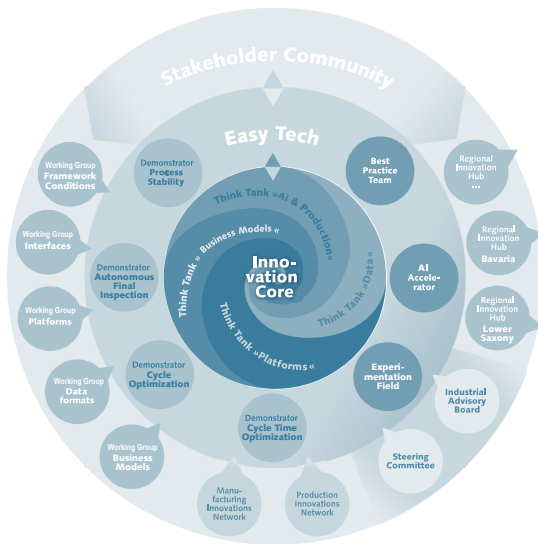 Stakeholder Community
Easy Tech
Working Group
Framework
Conditions
Demonstrator
Process
Stability
Best
Practice
Team
Regional
Innovation
Hub
...
Think Tank »AI & Production«
Think Tank » Business Models «
Working Group
Interfaces
Regional
Innovation
Hub
Bavaria
Inno-
vation
Core
Demonstrator
Autonomous
Final
Inspection
AI
Accele-
rator
Think Tank »Data«
Think Tank »Platforms«
Working Group
Platforms
Regional
Innovation
Hub
Lower
Saxony
Demonstrator
Cycle
Optimization
Experi-
mentation
Field
Working Group
Data
formats
Industrial
Advisory
Board
Demonstrator
Cycle Time
Optimization
Working Group
Business
Models
Steering
Committee
Manu-
facturing
Innovations
Network
Production
Innovations
Network